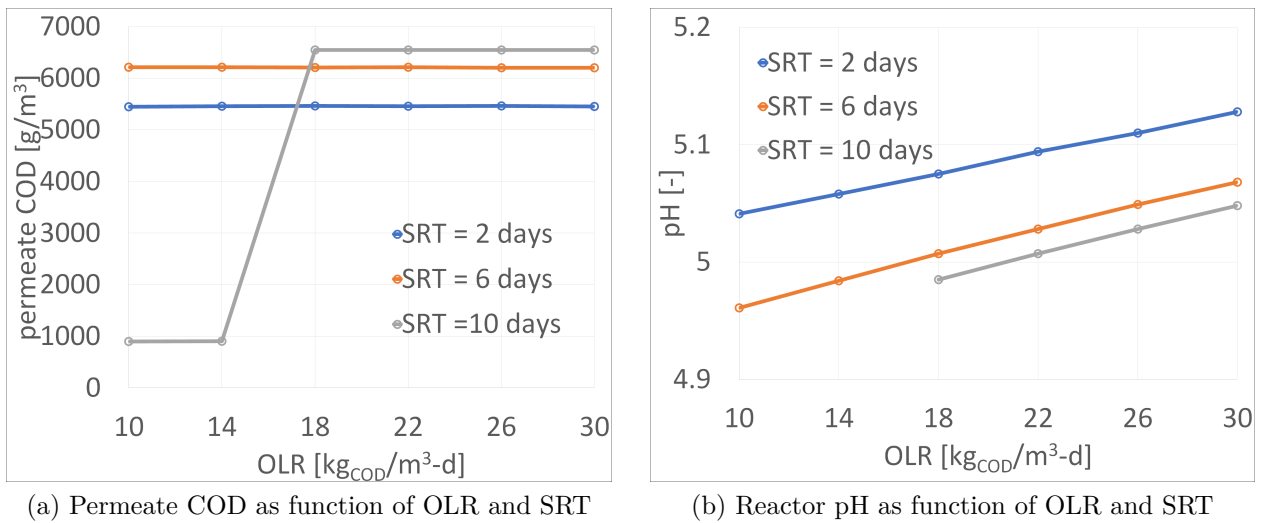 7000
6000
5000
4000
3000
2000
1000
0
permeate COD [g/m³]
SRT = 2 days
SRT = 6 days
SRT =10 days
10 14 18 22 26 30
OLR [kg_COD/m³-d]
(a) Permeate COD as function of OLR and SRT
5.2
5.1
5
4.9
pH [-]
SRT = 2 days
SRT = 6 days
SRT = 10 days
10 14 18 22 26 30
OLR [kg_COD/m³-d]
(b) Reactor pH as function of OLR and SRT